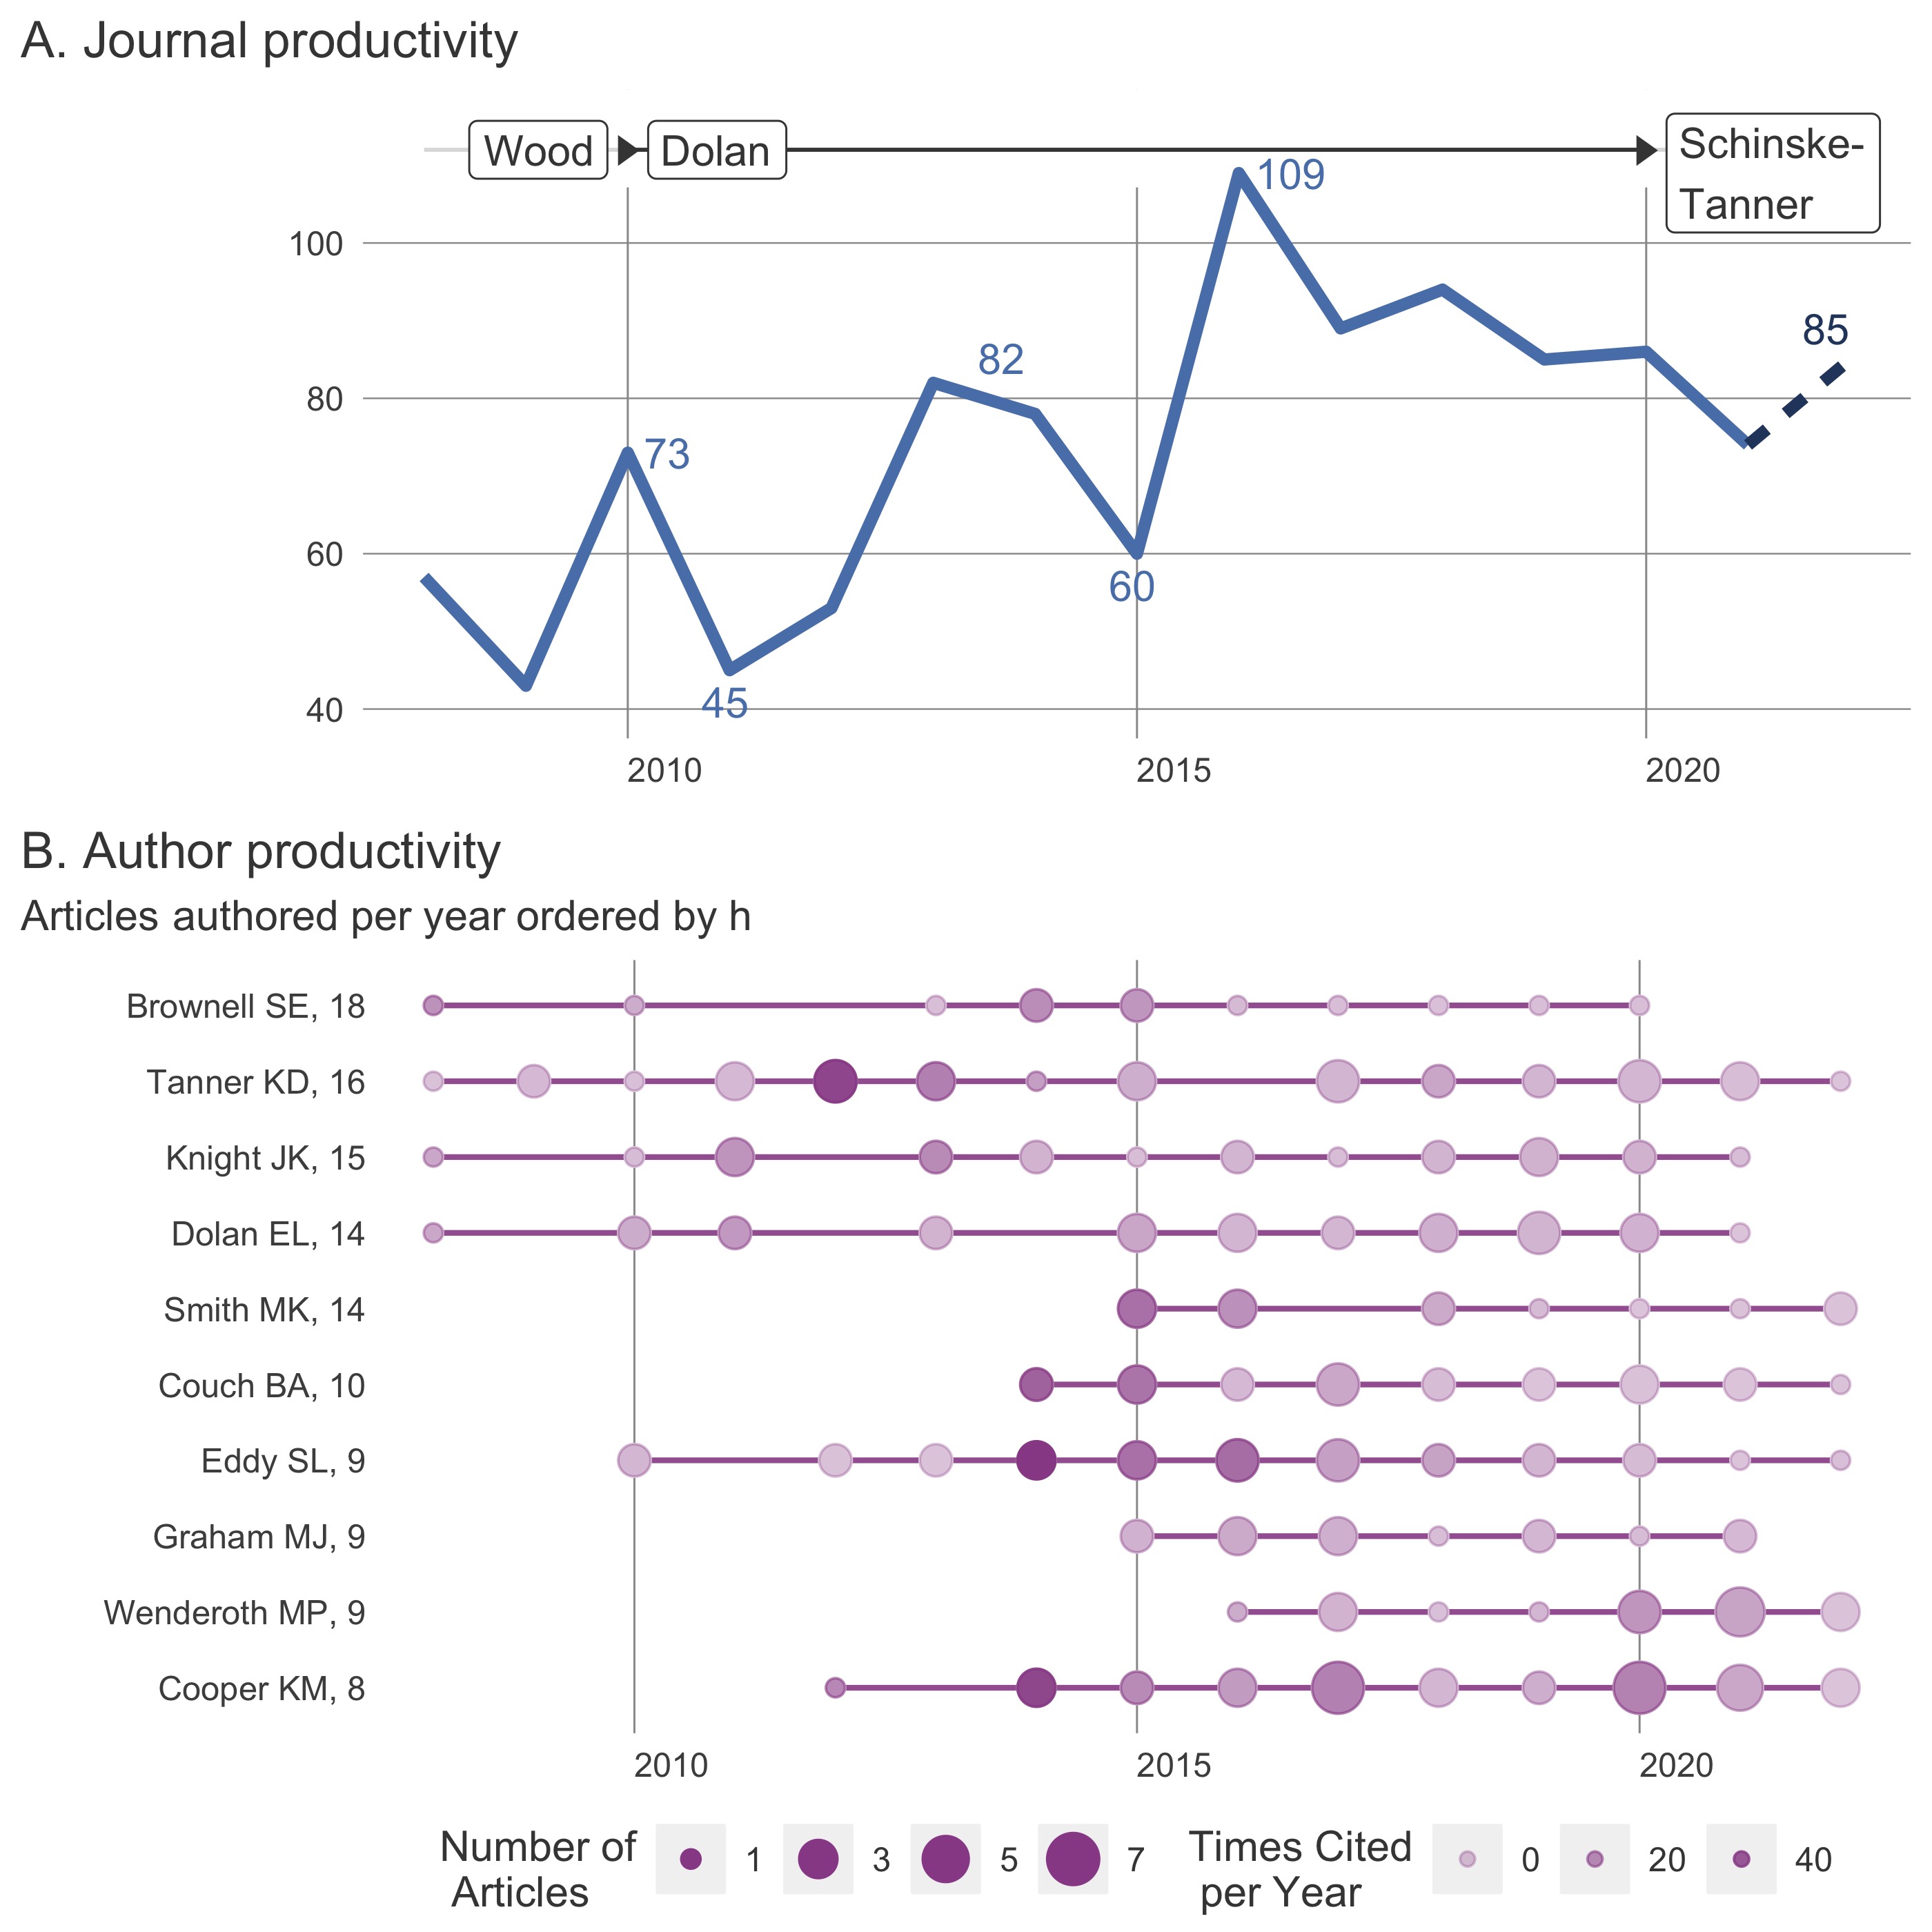 A. Journal productivity
Wood
Dolan
Schinske-
Tanner
109
100
85
82
80
73
60
60
45
40
2010 2015 2020
B. Author productivity
Articles authored per year ordered by h
Brownell SE, 18
Tanner KD, 16
Knight JK, 15
Dolan EL, 14
Smith MK, 14
Couch BA, 10
Eddy SL, 9
Graham MJ, 9
Wenderoth MP, 9
Cooper KM, 8
2010 2015 2020
Number of
Articles
1 3 5 7
Times Cited
per Year
0 20 40